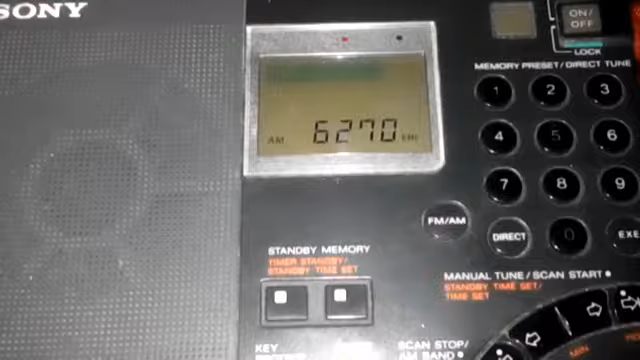 SONY
ON/
OFF
LOCK
MEMORY PRESET/DIRECT TUNE
1 2 3
AM 6270 kHz
4 5 6
7 8 9
FM/AM
DIRECT 0 EXE
STANDBY MEMORY
TIMER STANDBY/
STANDBY TIME SET
MANUAL TUNE/SCAN START
STANDBY TIME SET/
TIME SET
KEY
SCAN STOP/
AM BAND
MIN